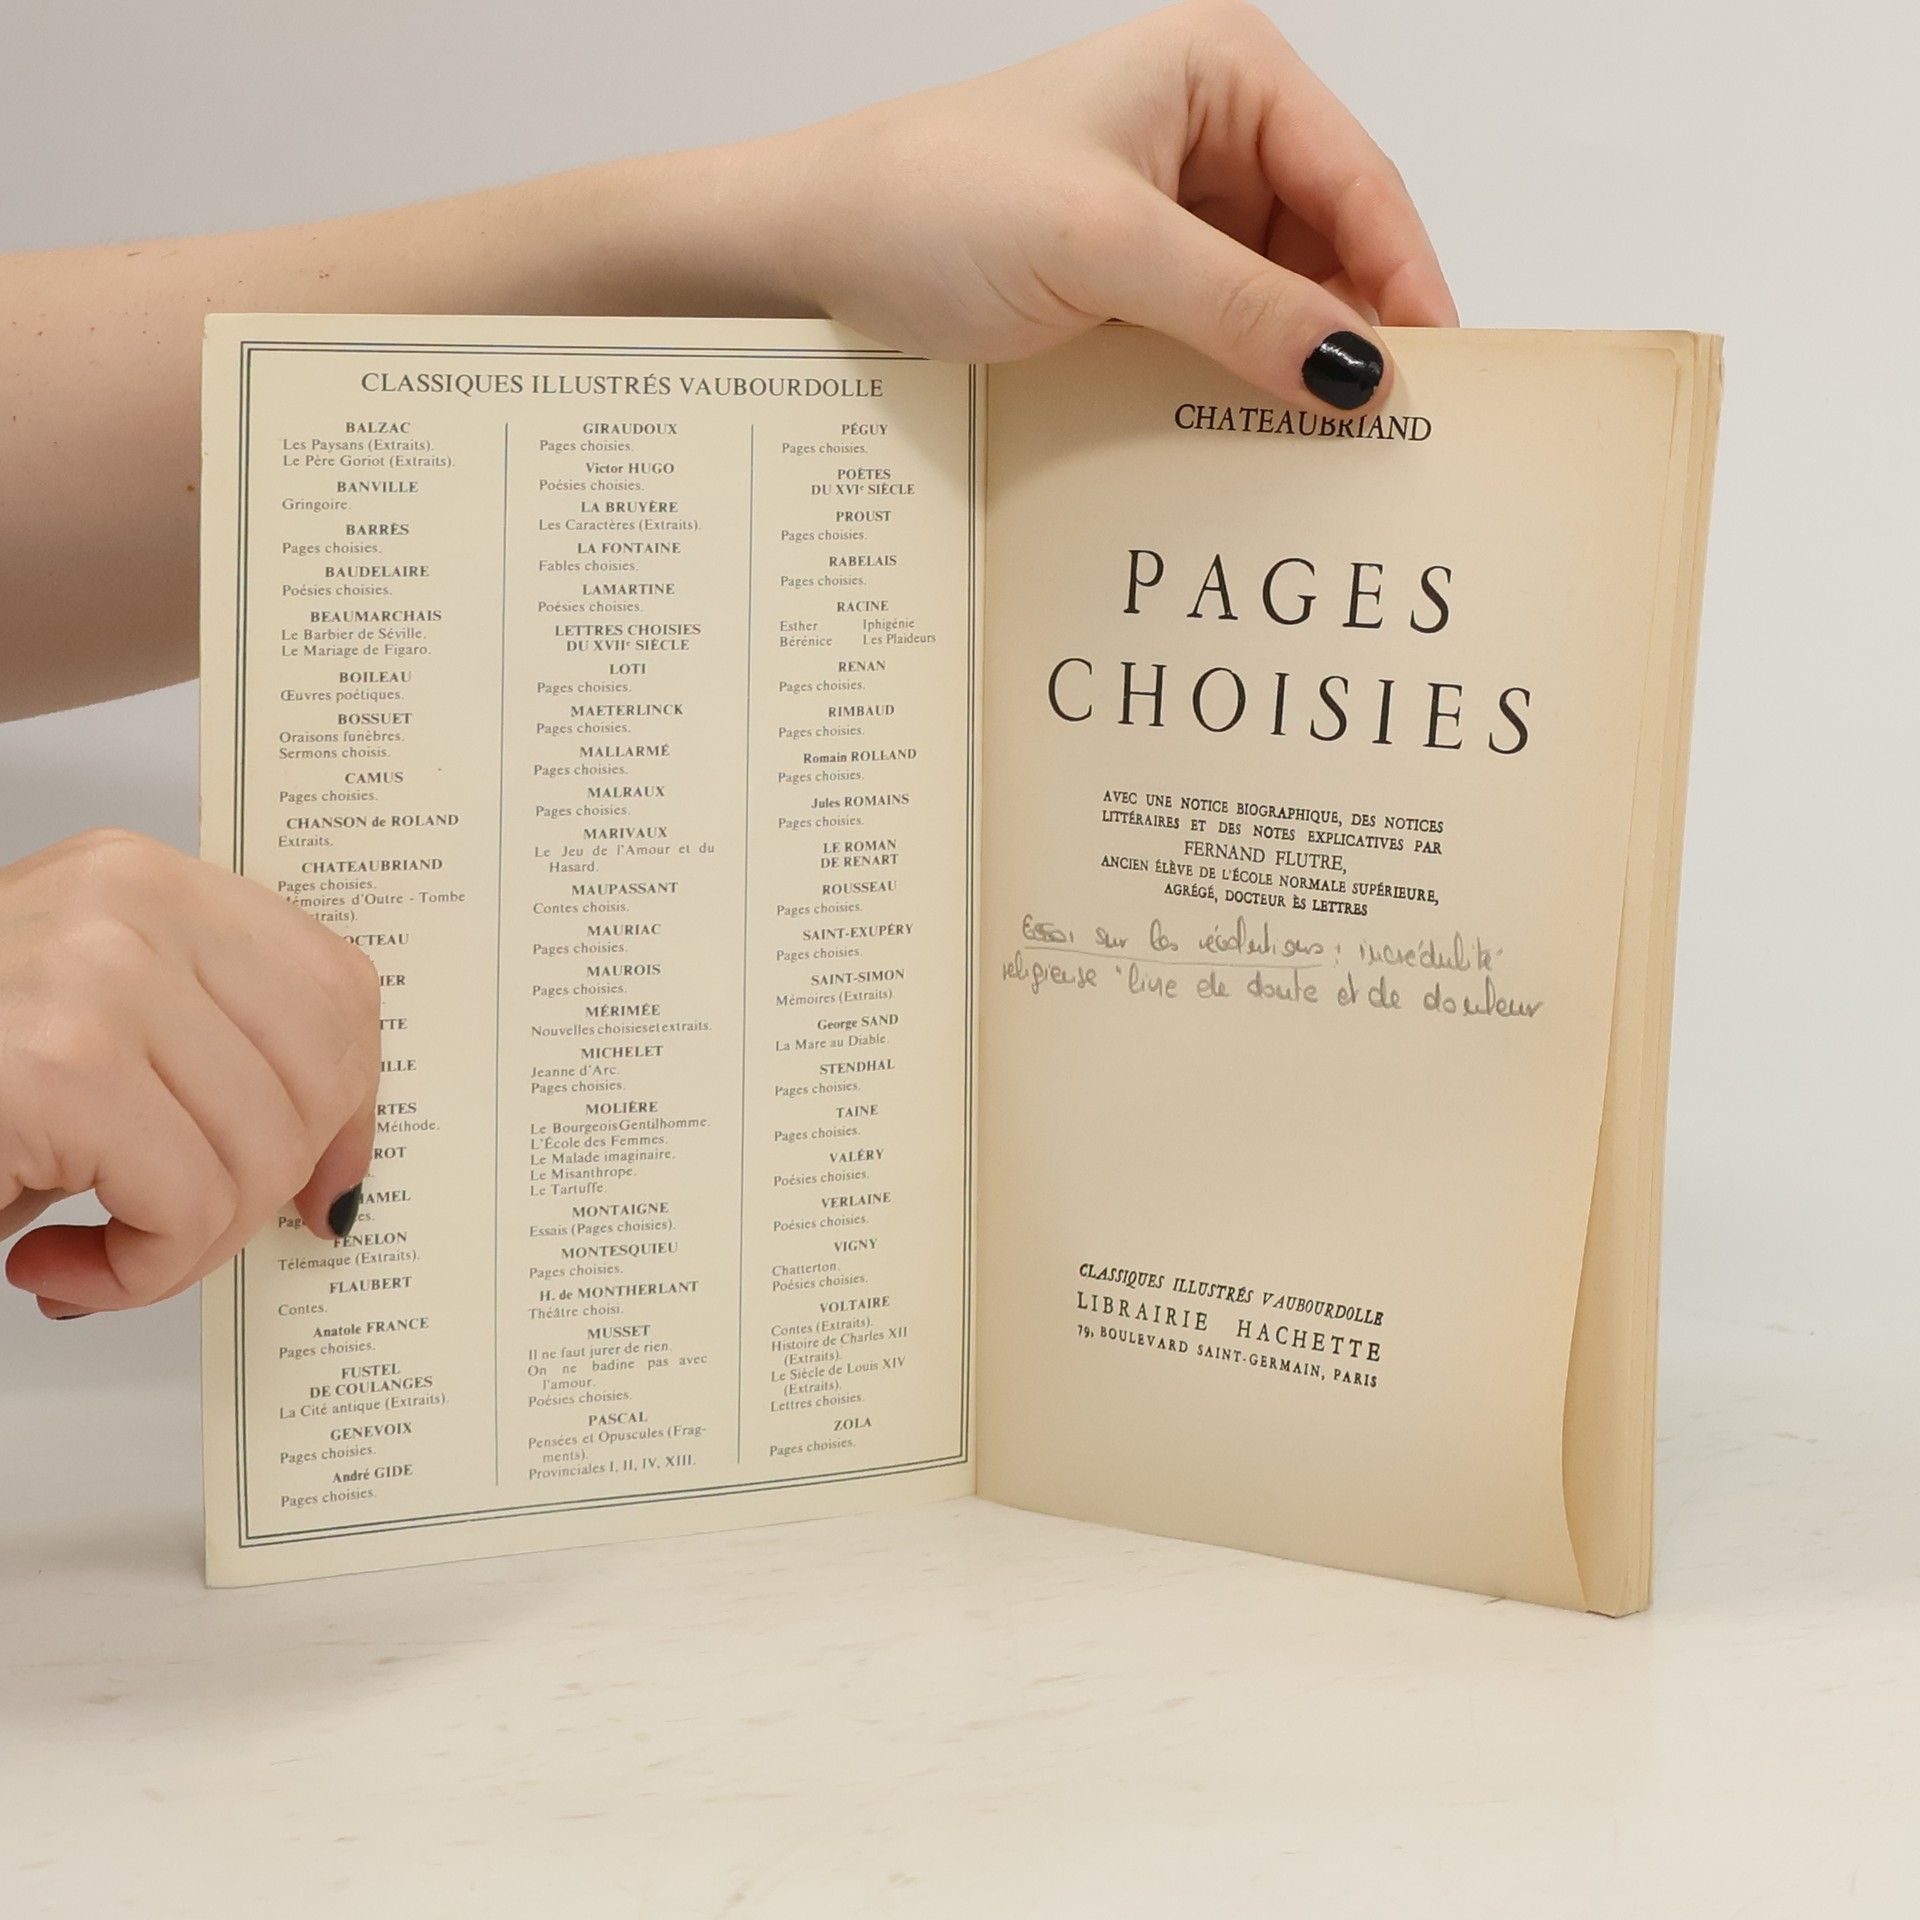 CLASSIQUES ILLUSTRÉS VAUBOURDOLLE
BALZAC
Les Paysans (Extraits).
Le Père Goriot (Extraits).
BANVILLE
Gringoire.
BARRÈS
Pages choisies.
BAUDELAIRE
Poésies choisies.
BEAUMARCHAIS
Le Barbier de Séville.
Le Mariage de Figaro.
BOILEAU
Œuvres poétiques.
BOSSUET
Oraisons funèbres.
Sermons choisis.
CAMUS
Pages choisies.
CHANSON de ROLAND
Extraits.
CHATEAUBRIAND
Pages choisies.
Mémoires d'Outre - Tombe
traits).
OCTEAU
IER
TTE
ILLE
RTES
Méthode.
ROT
s.
HAMEL
Pag es.
FÉNELON
Télémaque (Extraits).
FLAUBERT
Contes.
Anatole FRANCE
Pages choisies.
FUSTEL
DE COULANGES
La Cité antique (Extraits).
GENEVOIX
Pages choisies.
André GIDE
Pages choisies.
GIRAUDOUX
Pages choisies.
Victor HUGO
Poésies choisies.
LA BRUYÈRE
Les Caractères (Extraits).
LA FONTAINE
Fables choisies.
LAMARTINE
Poésies choisies.
LETTRES CHOISIES
DU XVIIe SIÈCLE
LOTI
Pages choisies.
MAETERLINCK
Pages choisies.
MALLARMÉ
Pages choisies.
MALRAUX
Pages choisies.
MARIVAUX
Le Jeu de l'Amour et du
Hasard.
MAUPASSANT
Contes choisis.
MAURIAC
Pages choisies.
MAUROIS
Pages choisies.
MÉRIMÉE
Nouvelles choisies et extraits.
MICHELET
Jeanne d'Arc.
Pages choisies.
MOLIÈRE
Le Bourgeois Gentilhomme.
L'École des Femmes.
Le Malade imaginaire.
Le Misanthrope.
Le Tartuffe.
MONTAIGNE
Essais (Pages choisies).
MONTESQUIEU
Pages choisies.
H. de MONTHERLANT
Théâtre choisi.
MUSSET
Il ne faut jurer de rien.
On ne badine pas avec
l'amour.
Poésies choisies.
PASCAL
Pensées et Opuscules (Frag-
ments).
Provinciales I, II, IV, XIII.
PÉGUY
Pages choisies.
POÈTES
DU XVIe SIÈCLE
PROUST
Pages choisies.
RABELAIS
Pages choisies.
RACINE
Esther Iphigénie
Bérénice Les Plaideurs
RENAN
Pages choisies.
RIMBAUD
Pages choisies.
Romain ROLLAND
Pages choisies.
Jules ROMAINS
Pages choisies.
LE ROMAN
DE RENART
ROUSSEAU
Pages choisies.
SAINT-EXUPÉRY
Pages choisies.
SAINT-SIMON
Mémoires (Extraits).
George SAND
La Mare au Diable.
STENDHAL
Pages choisies.
TAINE
Pages choisies.
VALÉRY
Poésies choisies.
VERLAINE
Poésies choisies.
VIGNY
Chatterton.
Poésies choisies.
VOLTAIRE
Contes (Extraits).
Histoire de Charles XII
(Extraits).
Le Siècle de Louis XIV
(Extraits).
Lettres choisies.
ZOLA
Pages choisies.
CHATEAUBRIAND
PAGES
CHOISIES
AVEC UNE NOTICE BIOGRAPHIQUE, DES NOTICES
LITTÉRAIRES ET DES NOTES EXPLICATIVES PAR
FERNAND FLUTRE,
ANCIEN ÉLÈVE DE L'ÉCOLE NORMALE SUPÉRIEURE,
AGRÉGÉ, DOCTEUR ÈS LETTRES
Essai sur les révolutions : incrédulité
religieuse "livre de doute et de douleur
CLASSIQUES ILLUSTRÉS VAUBOURDOLLE
LIBRAIRIE HACHETTE
79, BOULEVARD SAINT-GERMAIN, PARIS